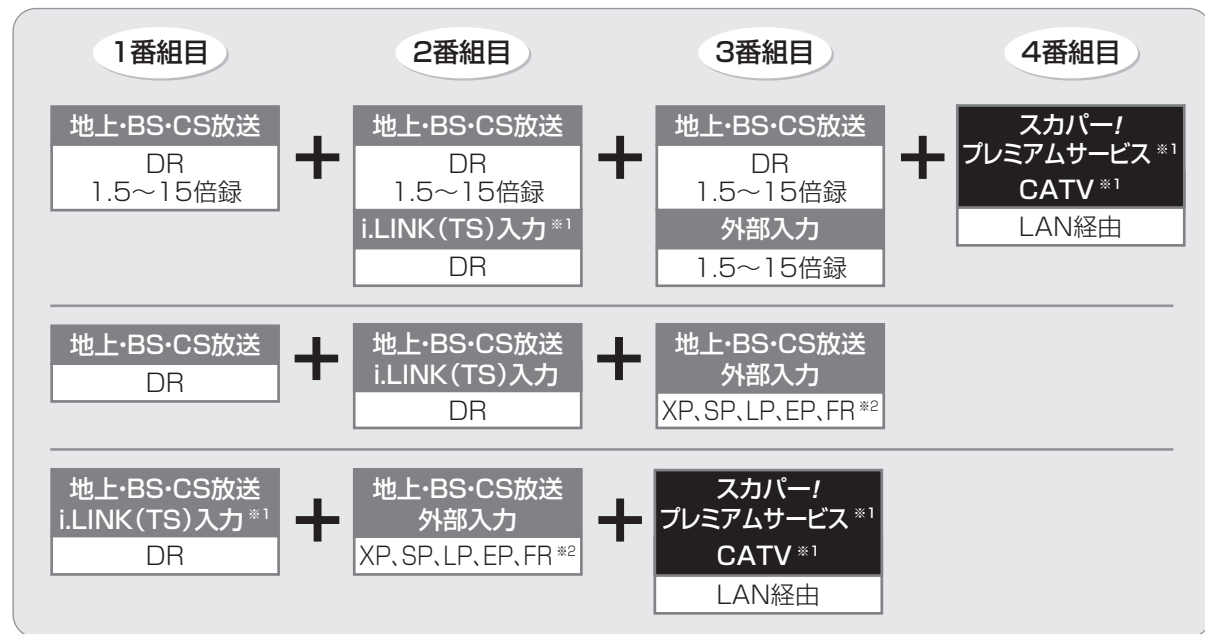 1番組目
2番組目
3番組目
4番組目
地上・BS・CS放送
DR
1.5～15倍録
地上・BS・CS放送
DR
1.5～15倍録
i.LINK(TS)入力※1
DR
地上・BS・CS放送
DR
1.5～15倍録
外部入力
1.5～15倍録
スカパー!
プレミアムサービス※1
CATV※1
LAN経由
地上・BS・CS放送
DR
地上・BS・CS放送
i.LINK(TS)入力
DR
地上・BS・CS放送
外部入力
XP、SP、LP、EP、FR※2
地上・BS・CS放送
i.LINK(TS)入力※1
DR
地上・BS・CS放送
外部入力
XP、SP、LP、EP、FR※2
スカパー!
プレミアムサービス※1
CATV※1
LAN経由